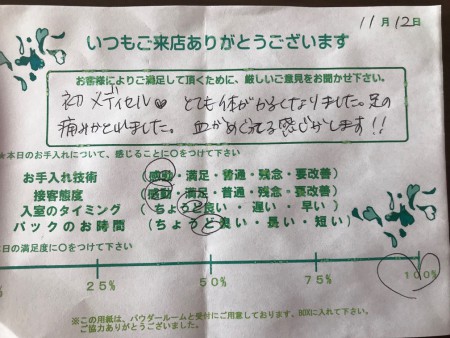 11月12日
いつもご来店ありがとうございます
お客様によりご満足して頂くために、厳しいご意見をお聞かせ下さい。
初メディセル♥ とても体がかるくなりました。足の
痛みがとれました。血がめぐってる感じがします!!
★本日のお手入れについて、感じることに○をつけて下さい
お手入れ技術 (感動・満足・普通・残念・要改善)
接客態度 (感動・満足・普通・残念・要改善)
入室のタイミング (ちょうど良い・遅い・早い)
パックのお時間 (ちょうど良い・長い・短い)
本日の満足度に○をつけて下さい
% 25% 50% 75% 100%
※この用紙は、パウダールームと受付にご用意しております。BOXに入れて下さい。
ご協力ありがとうございました。